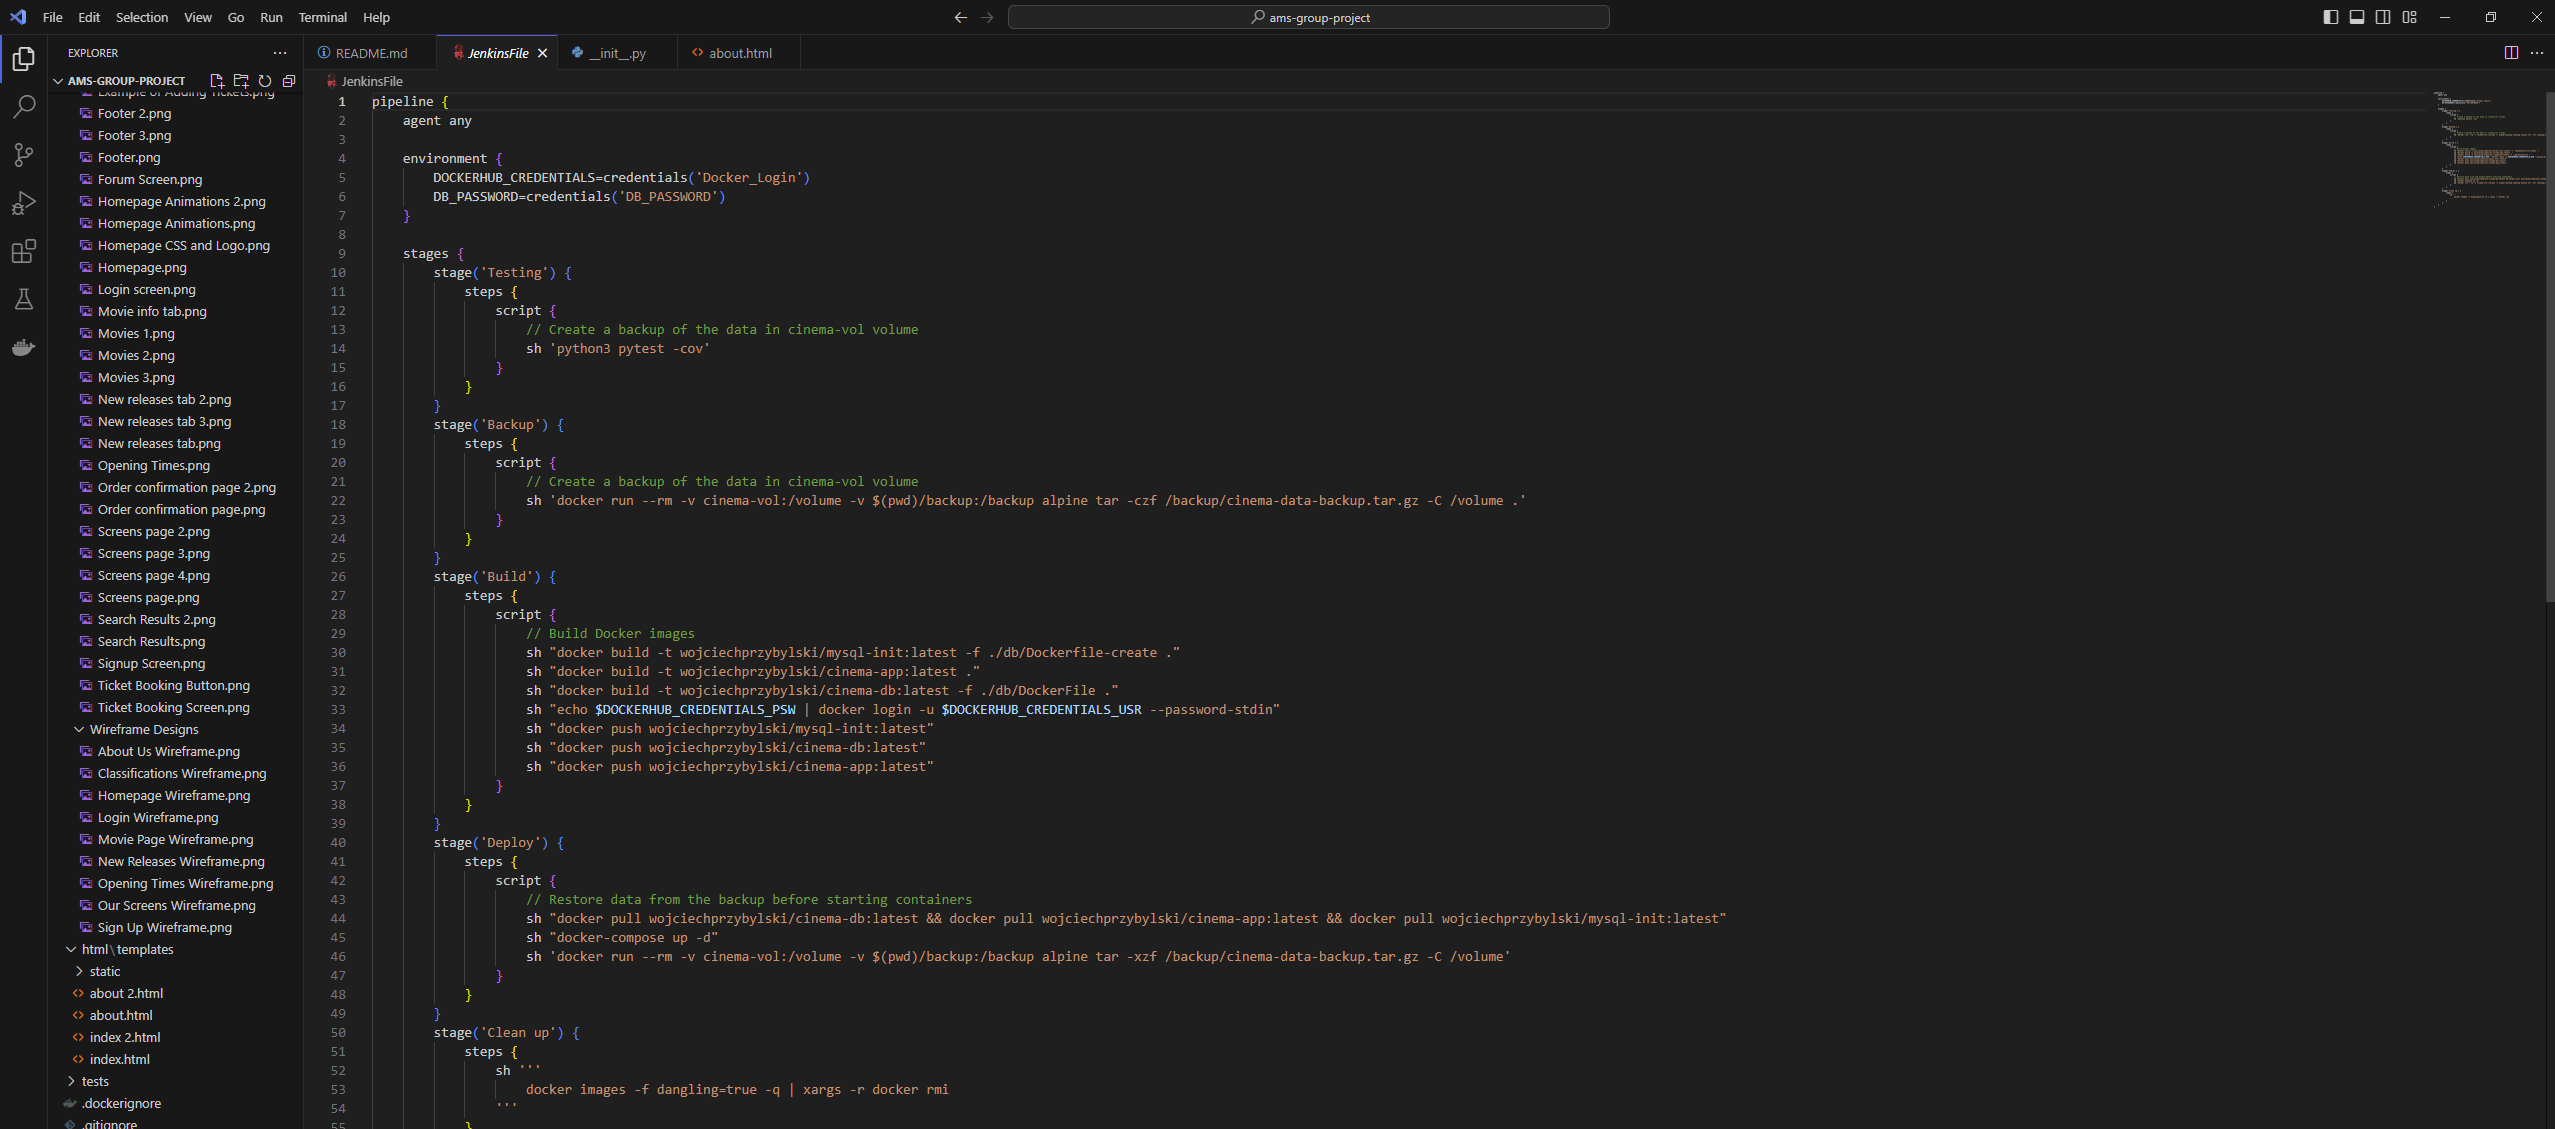 File Edit Selection View Go Run Terminal Help
ams-group-project
EXPLORER
AMS-GROUP-PROJECT
Example of Adding Tickets.png
Footer 2.png
Footer 3.png
Footer.png
Forum Screen.png
Homepage Animations 2.png
Homepage Animations.png
Homepage CSS and Logo.png
Homepage.png
Login screen.png
Movie info tab.png
Movies 1.png
Movies 2.png
Movies 3.png
New releases tab 2.png
New releases tab 3.png
New releases tab.png
Opening Times.png
Order confirmation page 2.png
Order confirmation page.png
Screens page 2.png
Screens page 3.png
Screens page 4.png
Screens page.png
Search Results 2.png
Search Results.png
Signup Screen.png
Ticket Booking Button.png
Ticket Booking Screen.png
Wireframe Designs
About Us Wireframe.png
Classifications Wireframe.png
Homepage Wireframe.png
Login Wireframe.png
Movie Page Wireframe.png
New Releases Wireframe.png
Opening Times Wireframe.png
Our Screens Wireframe.png
Sign Up Wireframe.png
html\templates
static
about 2.html
about.html
index 2.html
index.html
tests
.dockerignore
.gitignore
README.md JenkinsFile __init__.py about.html
JenkinsFile
1 pipeline {
2 agent any
3
4 environment {
5 DOCKERHUB_CREDENTIALS=credentials('Docker_Login')
6 DB_PASSWORD=credentials('DB_PASSWORD')
7 }
8
9 stages {
10 stage('Testing') {
11 steps {
12 script {
13 // Create a backup of the data in cinema-vol volume
14 sh 'python3 pytest -cov'
15 }
16 }
17 }
18 stage('Backup') {
19 steps {
20 script {
21 // Create a backup of the data in cinema-vol volume
22 sh 'docker run --rm -v cinema-vol:/volume -v $(pwd)/backup:/backup alpine tar -czf /backup/cinema-data-backup.tar.gz -C /volume .'
23 }
24 }
25 }
26 stage('Build') {
27 steps {
28 script {
29 // Build Docker images
30 sh "docker build -t wojciechprzybylski/mysql-init:latest -f ./db/Dockerfile-create ."
31 sh "docker build -t wojciechprzybylski/cinema-app:latest ."
32 sh "docker build -t wojciechprzybylski/cinema-db:latest -f ./db/DockerFile ."
33 sh "echo $DOCKERHUB_CREDENTIALS_PSW | docker login -u $DOCKERHUB_CREDENTIALS_USR --password-stdin"
34 sh "docker push wojciechprzybylski/mysql-init:latest"
35 sh "docker push wojciechprzybylski/cinema-db:latest"
36 sh "docker push wojciechprzybylski/cinema-app:latest"
37 }
38 }
39 }
40 stage('Deploy') {
41 steps {
42 script {
43 // Restore data from the backup before starting containers
44 sh "docker pull wojciechprzybylski/cinema-db:latest && docker pull wojciechprzybylski/cinema-app:latest && docker pull wojciechprzybylski/mysql-init:latest"
45 sh "docker-compose up -d"
46 sh 'docker run --rm -v cinema-vol:/volume -v $(pwd)/backup:/backup alpine tar -xzf /backup/cinema-data-backup.tar.gz -C /volume'
47 }
48 }
49 }
50 stage('Clean up') {
51 steps {
52 sh '''
53 docker images -f dangling=true -q | xargs -r docker rmi
54 '''
55 }